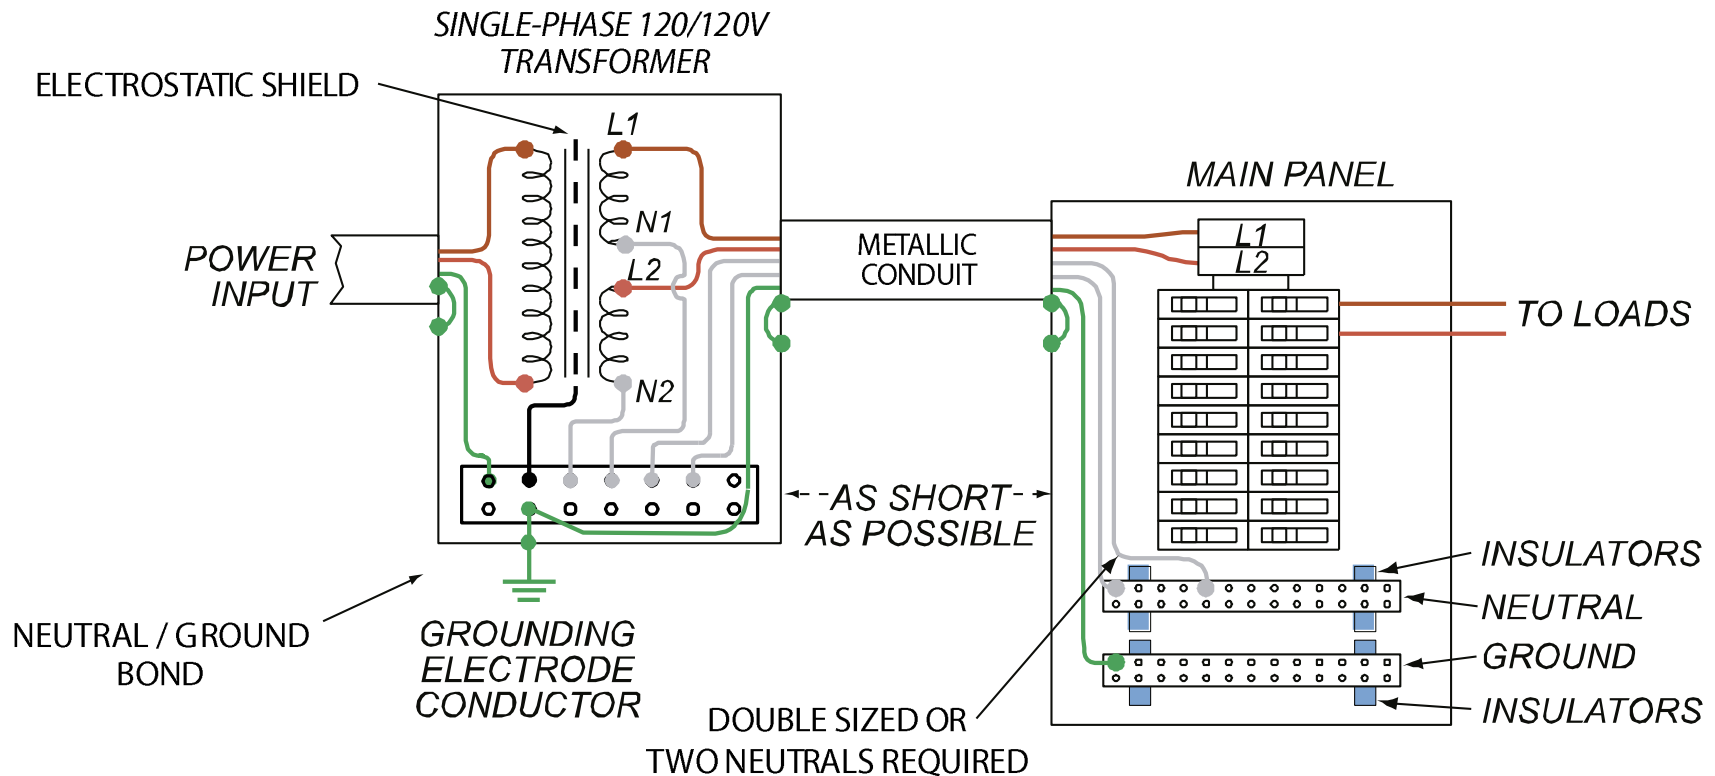 SINGLE-PHASE 120/120V
TRANSFORMER
ELECTROSTATIC SHIELD
L1
N1
L2
N2
POWER
INPUT
METALLIC
CONDUIT
MAIN PANEL
L1
L2
TO LOADS
AS SHORT
AS POSSIBLE
INSULATORS
NEUTRAL
GROUND
INSULATORS
NEUTRAL / GROUND
BOND
GROUNDING
ELECTRODE
CONDUCTOR
DOUBLE SIZED OR
TWO NEUTRALS REQUIRED